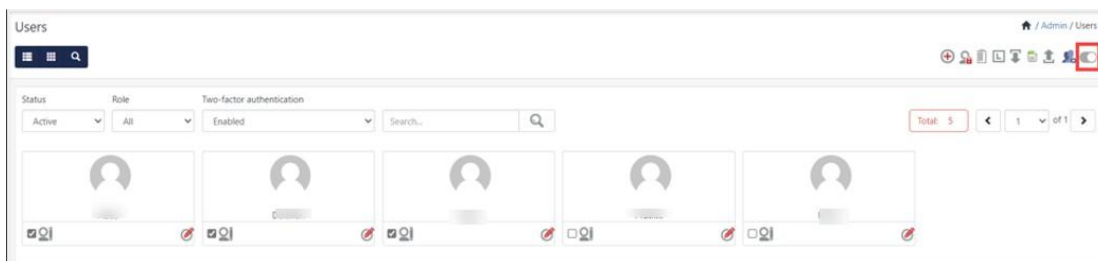 Users
/ Admin / Users
Status Role Two-factor authentication
Active All Enabled Search... Total: 5 1 of 1